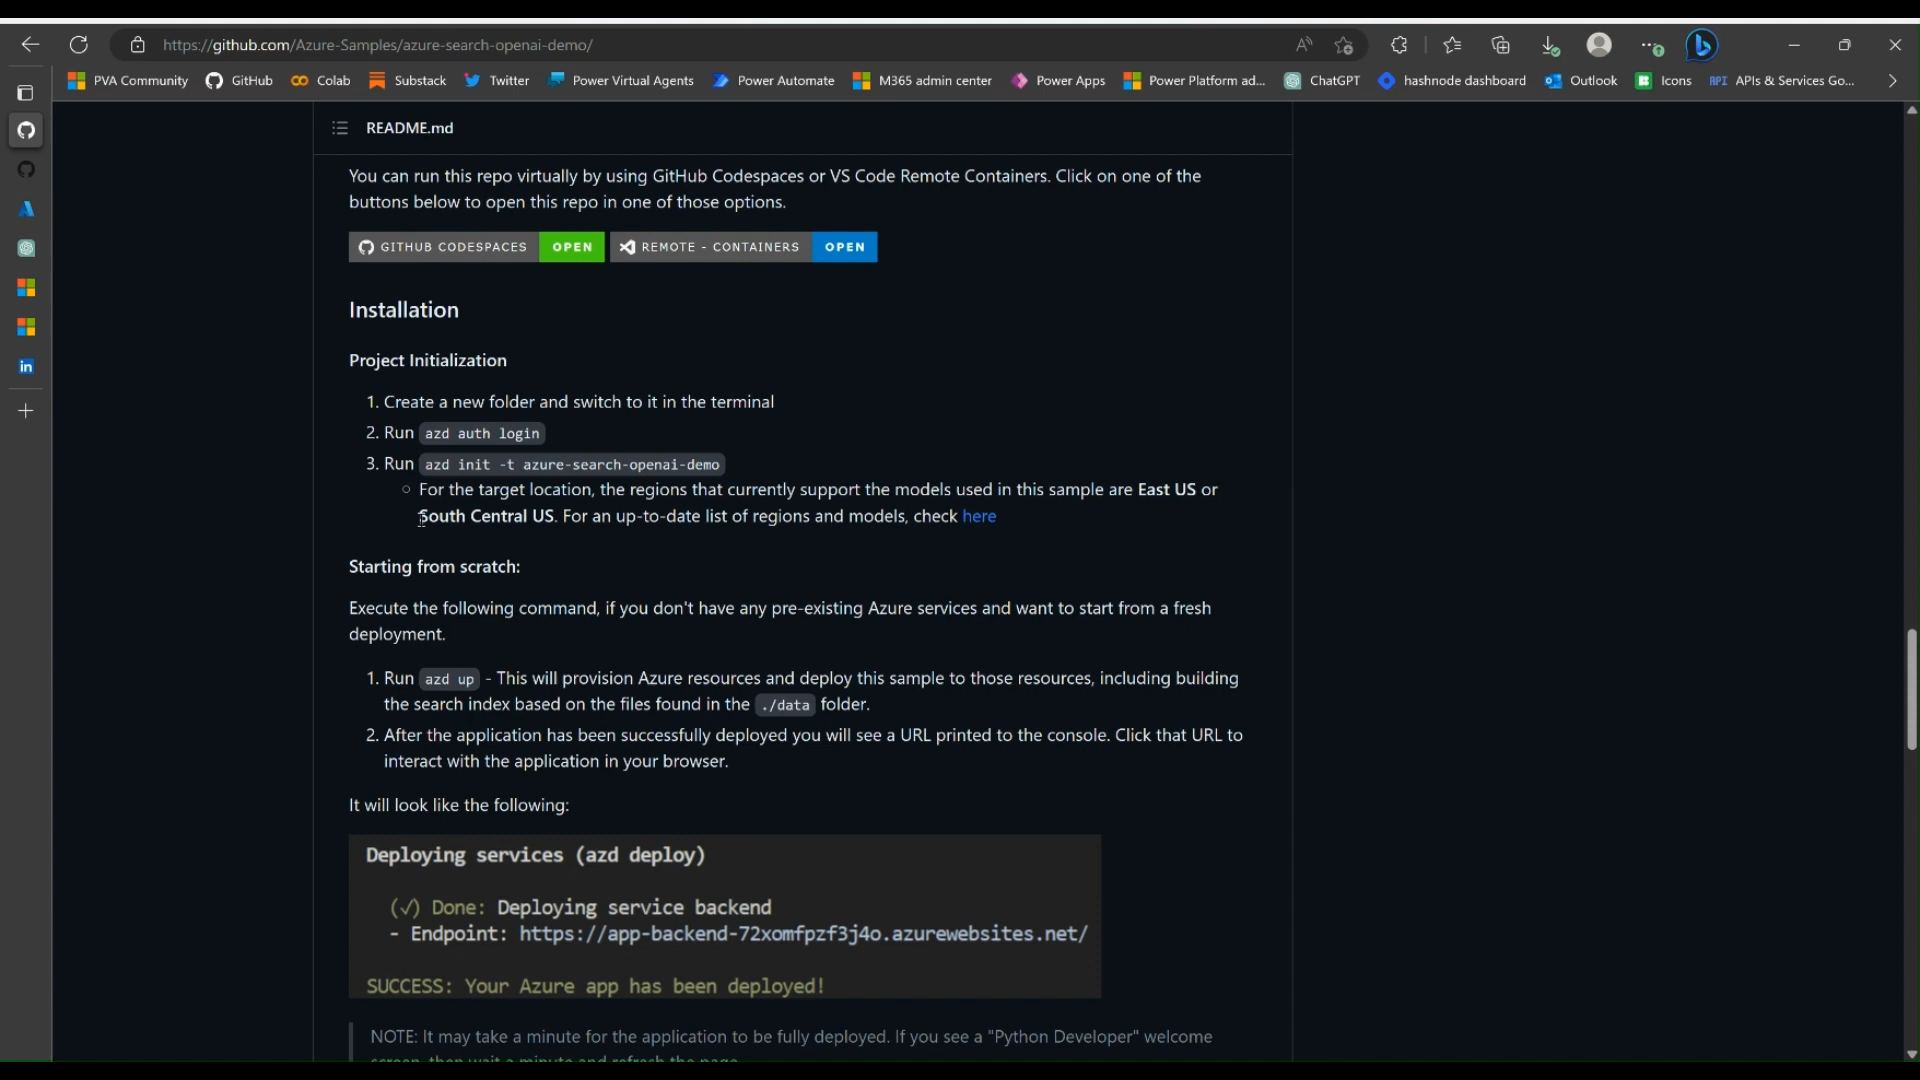 https://github.com/Azure-Samples/azure-search-openai-demo/
PVA Community GitHub Colab Substack Twitter Power Virtual Agents Power Automate M365 admin center Power Apps Power Platform ad... ChatGPT hashnode dashboard Outlook Icons API APIs & Services Go...
README.md
You can run this repo virtually by using GitHub Codespaces or VS Code Remote Containers. Click on one of the
buttons below to open this repo in one of those options.
GITHUB CODESPACES OPEN REMOTE - CONTAINERS OPEN
Installation
Project Initialization
1. Create a new folder and switch to it in the terminal
2. Run azd auth login
3. Run azd init -t azure-search-openai-demo
○ For the target location, the regions that currently support the models used in this sample are East US or
South Central US. For an up-to-date list of regions and models, check here
Starting from scratch:
Execute the following command, if you don't have any pre-existing Azure services and want to start from a fresh
deployment.
1. Run azd up - This will provision Azure resources and deploy this sample to those resources, including building
the search index based on the files found in the ./data folder.
2. After the application has been successfully deployed you will see a URL printed to the console. Click that URL to
interact with the application in your browser.
It will look like the following:
Deploying services (azd deploy)
(✓) Done: Deploying service backend
- Endpoint: https://app-backend-72xomfpzf3j4o.azurewebsites.net/
SUCCESS: Your Azure app has been deployed!
NOTE: It may take a minute for the application to be fully deployed. If you see a "Python Developer" welcome
screen, then wait a minute and refresh the page.